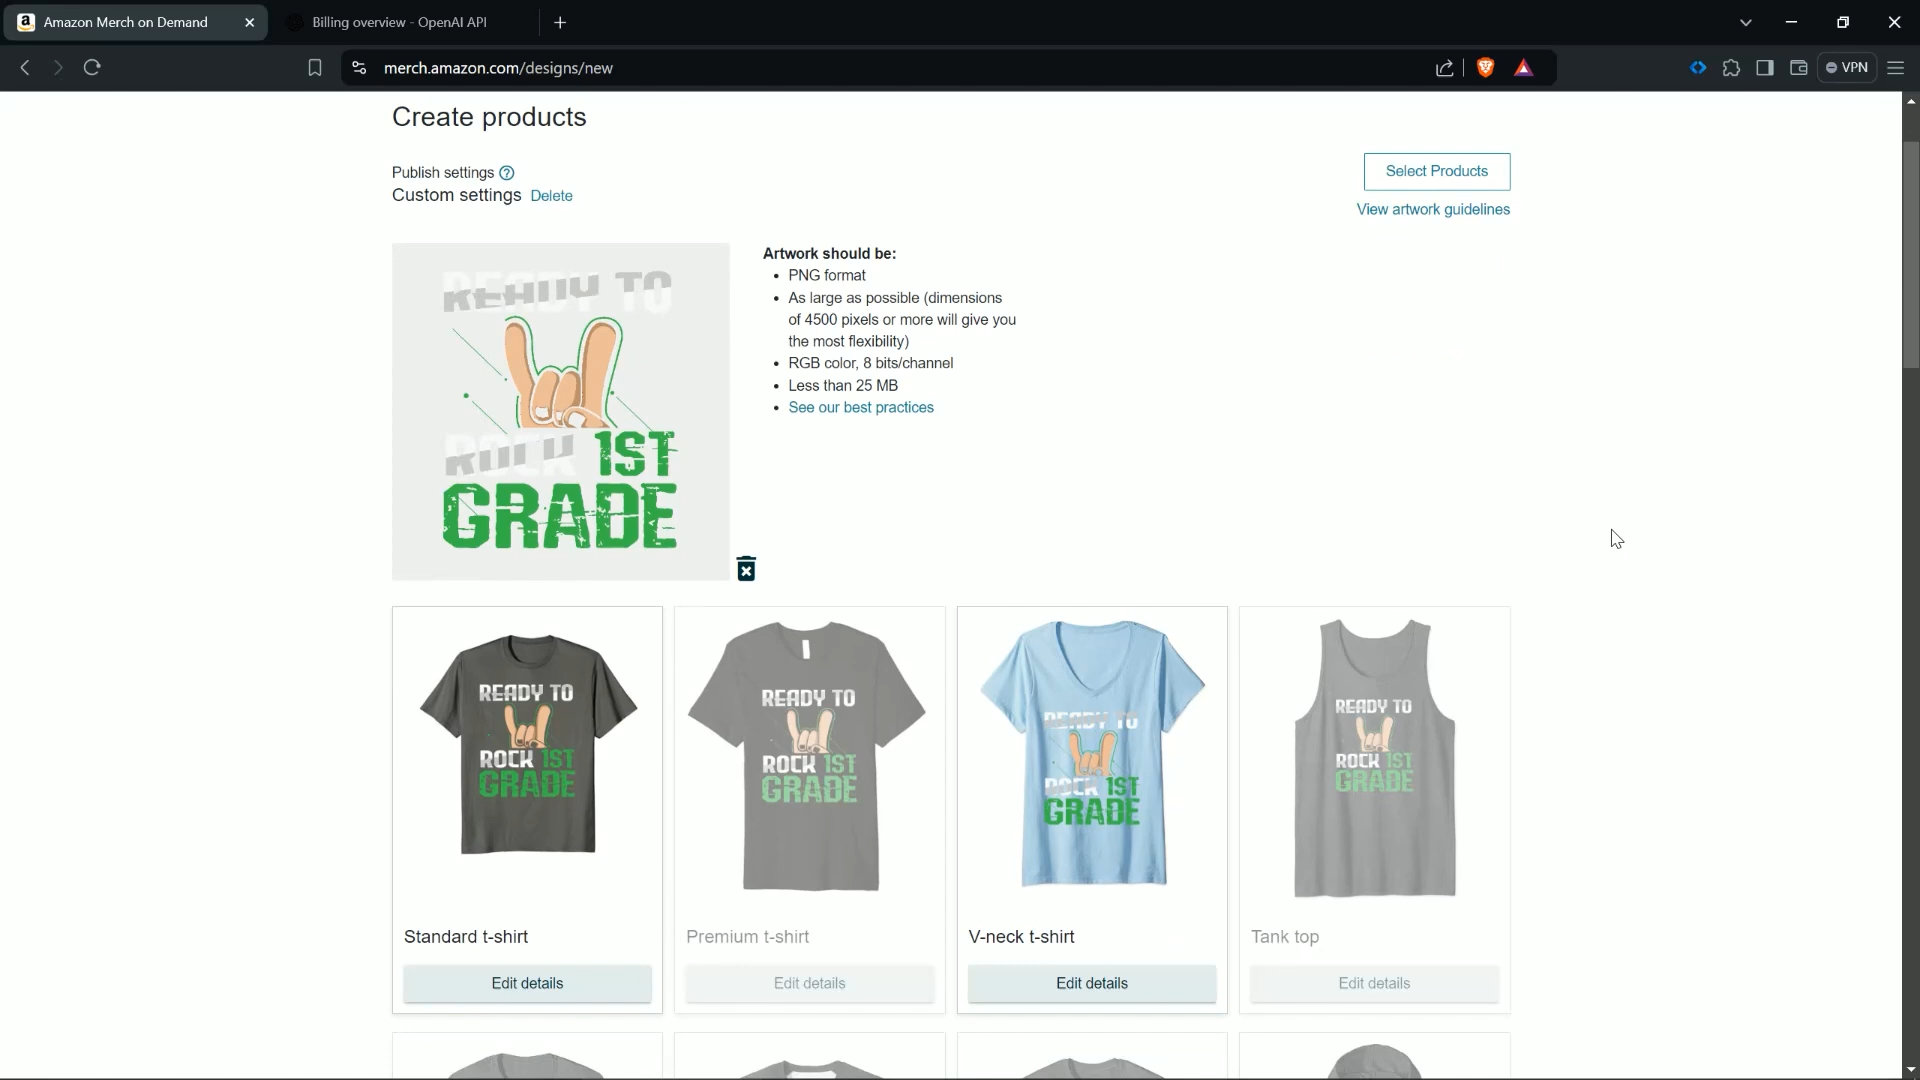 Amazon Merch on Demand
Billing overview - OpenAI API
merch.amazon.com/designs/new
VPN
Create products
Publish settings
Custom settings Delete
Select Products
View artwork guidelines
READY TO
ROCK 1ST
GRADE
Artwork should be:
• PNG format
• As large as possible (dimensions
of 4500 pixels or more will give you
the most flexibility)
• RGB color, 8 bits/channel
• Less than 25 MB
• See our best practices
READY TO
ROCK 1ST
GRADE
Standard t-shirt
Edit details
READY TO
ROCK 1ST
GRADE
Premium t-shirt
Edit details
READY TO
ROCK 1ST
GRADE
V-neck t-shirt
Edit details
READY TO
ROCK 1ST
GRADE
Tank top
Edit details